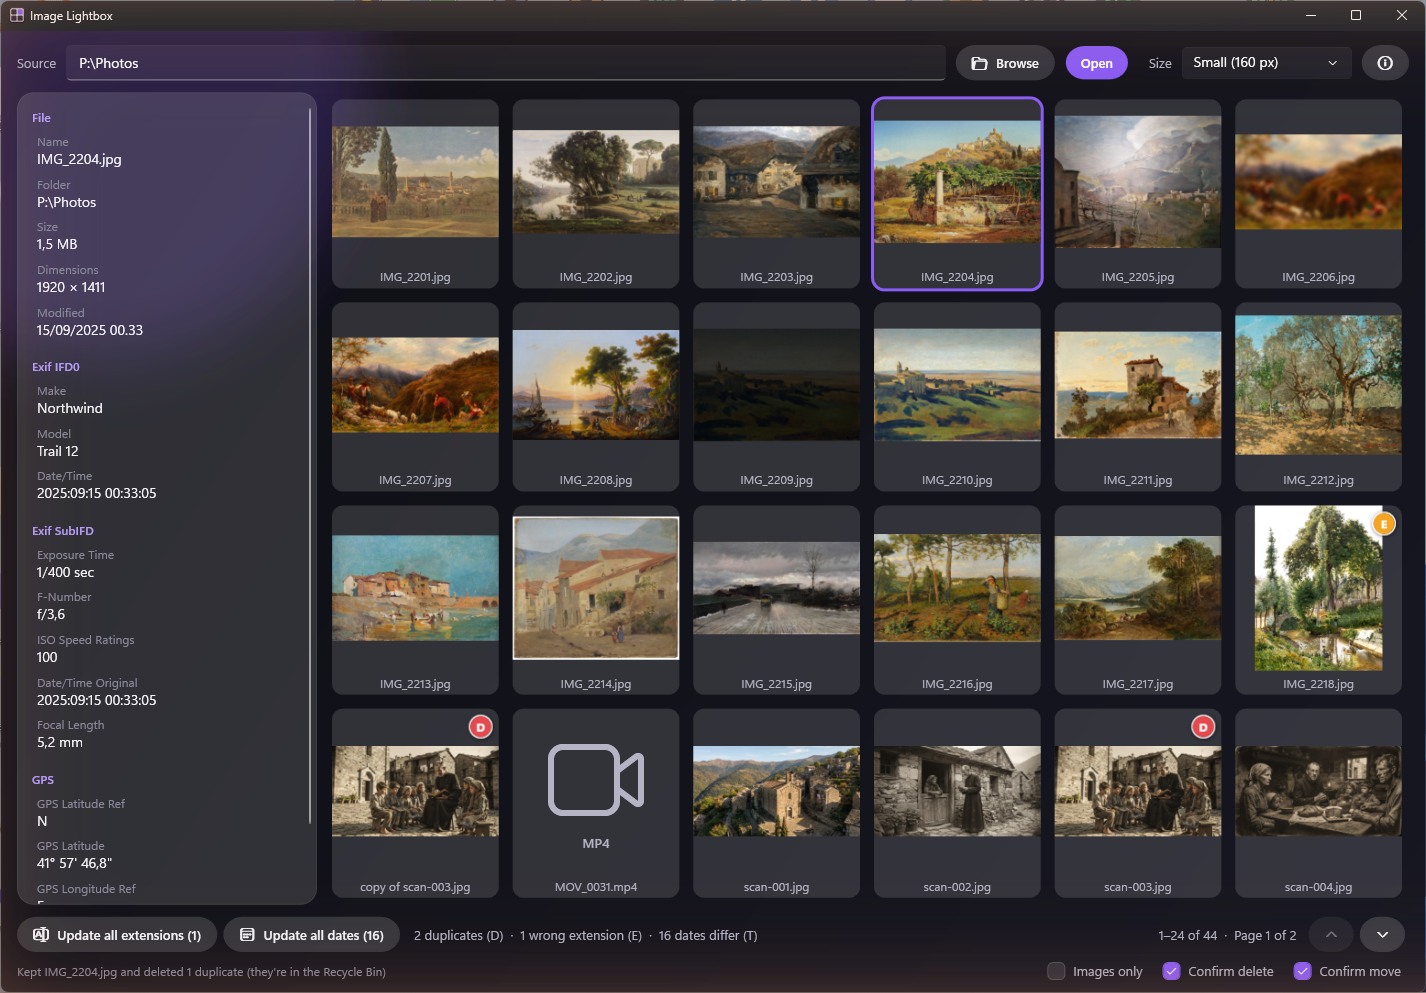 Image Lightbox
Source P:\Photos Browse Open Size Small (160 px)
File
Name
IMG_2204.jpg
Folder
P:\Photos
Size
1,5 MB
Dimensions
1920 × 1411
Modified
15/09/2025 00.33
Exif IFD0
Make
Northwind
Model
Trail 12
Date/Time
2025:09:15 00:33:05
Exif SubIFD
Exposure Time
1/400 sec
F-Number
f/3,6
ISO Speed Ratings
100
Date/Time Original
2025:09:15 00:33:05
Focal Length
5,2 mm
GPS
GPS Latitude Ref
N
GPS Latitude
41° 57' 46,8"
GPS Longitude Ref
IMG_2201.jpg IMG_2202.jpg IMG_2203.jpg IMG_2204.jpg IMG_2205.jpg IMG_2206.jpg
IMG_2207.jpg IMG_2208.jpg IMG_2209.jpg IMG_2210.jpg IMG_2211.jpg IMG_2212.jpg
E
IMG_2213.jpg IMG_2214.jpg IMG_2215.jpg IMG_2216.jpg IMG_2217.jpg IMG_2218.jpg
D D
MP4
copy of scan-003.jpg MOV_0031.mp4 scan-001.jpg scan-002.jpg scan-003.jpg scan-004.jpg
Update all extensions (1) Update all dates (16) 2 duplicates (D) · 1 wrong extension (E) · 16 dates differ (T) 1–24 of 44 · Page 1 of 2
Kept IMG_2204.jpg and deleted 1 duplicate (they're in the Recycle Bin) Images only Confirm delete Confirm move